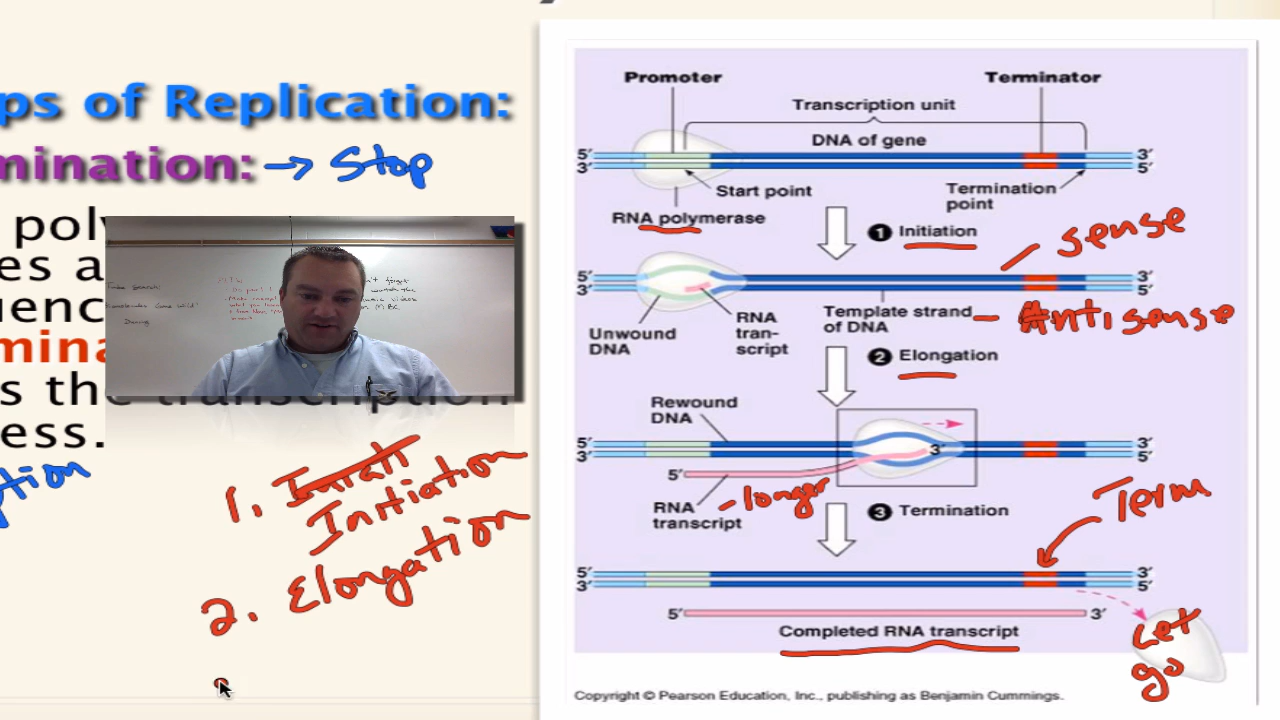 ps of Replication:
mination: → Stop
pol
es a
uenc
mina
s the transcription
ess.
ption
1. Initati
Initiation
2. Elongation
Promoter
Terminator
Transcription unit
DNA of gene
5′ 3′
3′ 5′
Start point
Termination
point
RNA polymerase
1 Initiation
sense
5′ 3′
3′ 5′
Unwound
DNA
RNA
tran-
script
Template strand
of DNA
Antisense
2 Elongation
Rewound
DNA
5′ 3′ 3′
3′ 5′
5′
RNA
transcript
longer
3 Termination
Term
5′ 3′
3′ 5′
5′ 3′
Completed RNA transcript
Let
go
Copyright © Pearson Education, Inc., publishing as Benjamin Cummings.